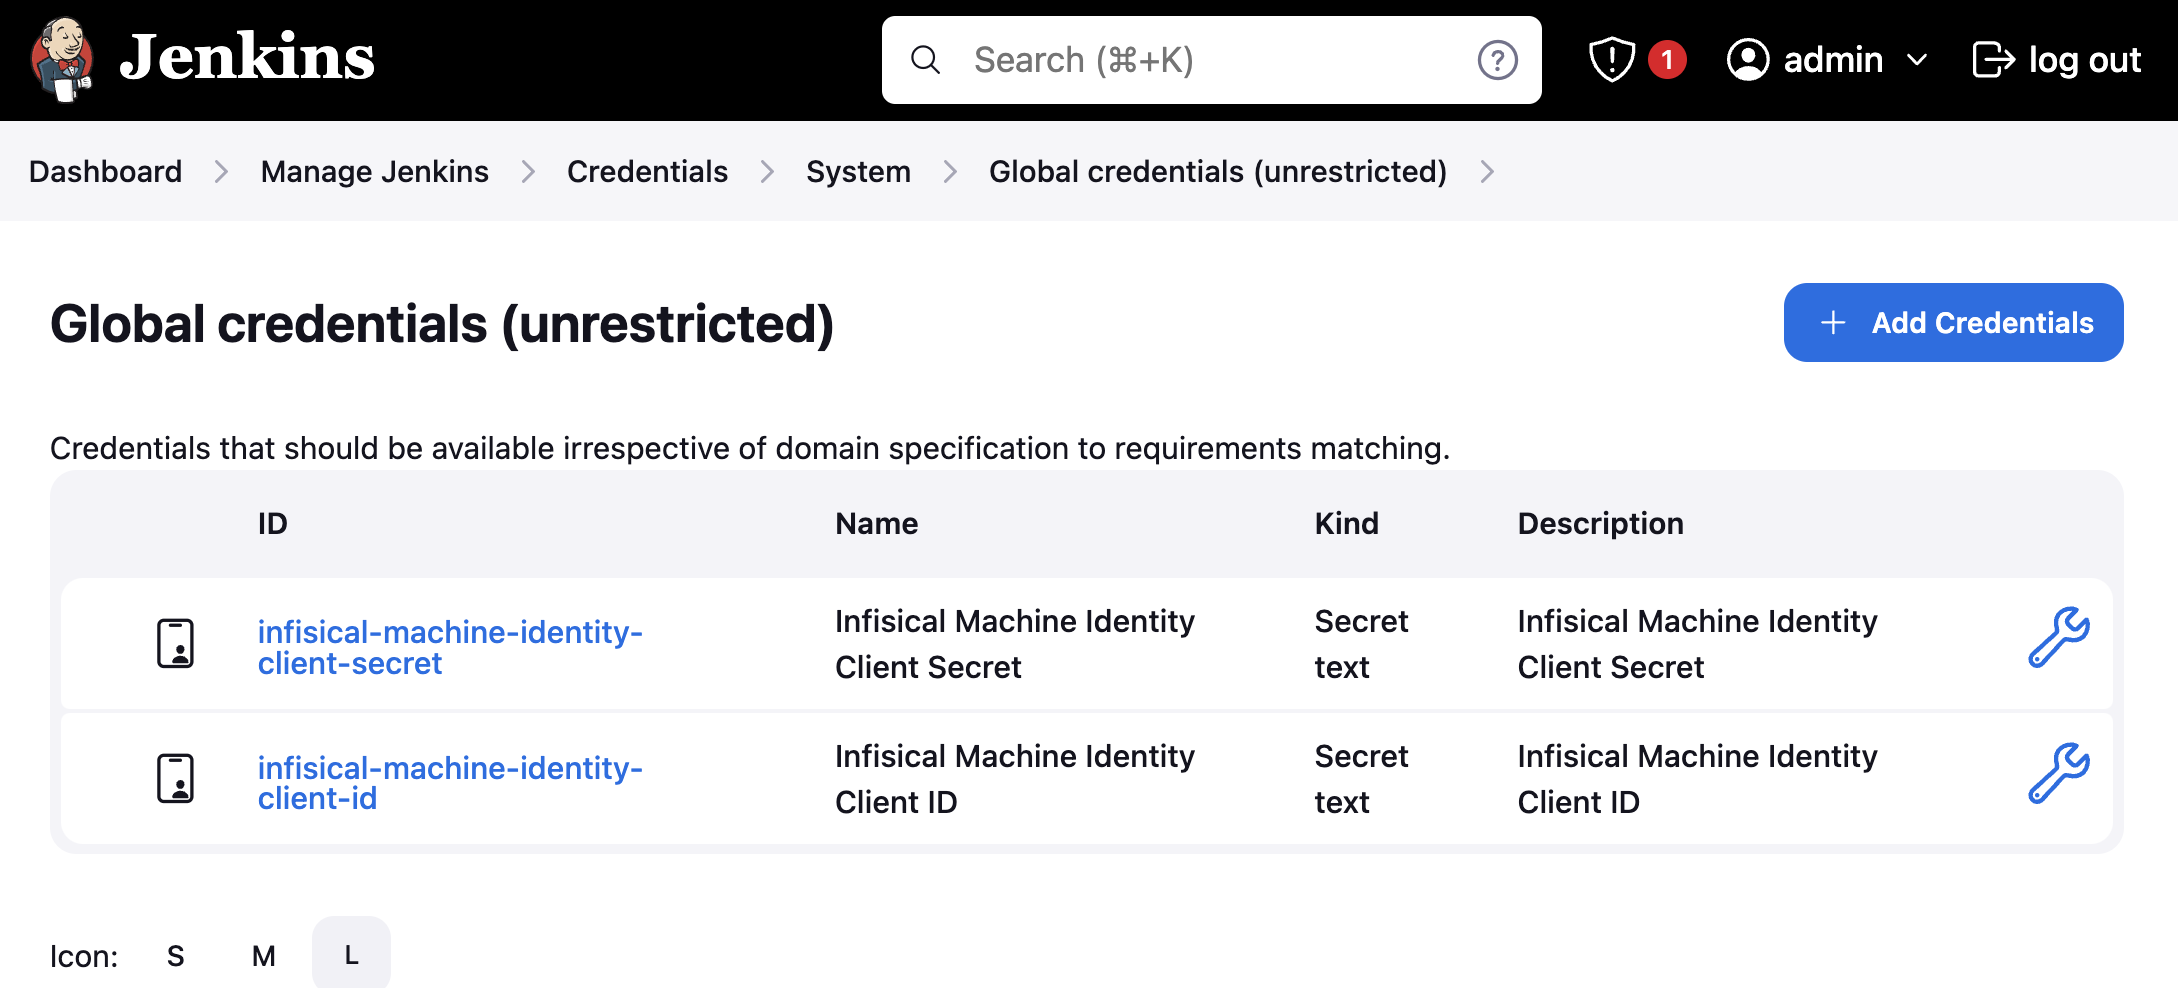 Jenkins
Search (⌘+K)
?
1
admin
log out
Dashboard
Manage Jenkins
Credentials
System
Global credentials (unrestricted)
Global credentials (unrestricted)
+ Add Credentials
Credentials that should be available irrespective of domain specification to requirements matching.
ID Name Kind Description
infisical-machine-identity-
client-secret
Infisical Machine Identity
Client Secret
Secret
text
Infisical Machine Identity
Client Secret
infisical-machine-identity-
client-id
Infisical Machine Identity
Client ID
Secret
text
Infisical Machine Identity
Client ID
Icon: S M L